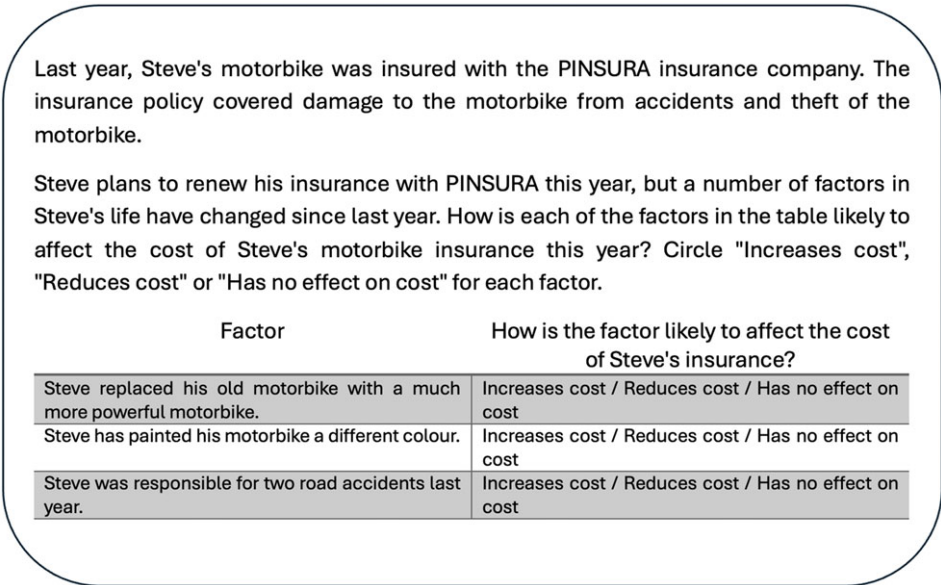 Last year, Steve's motorbike was insured with the PINSURA insurance company. The
insurance policy covered damage to the motorbike from accidents and theft of the
motorbike.
Steve plans to renew his insurance with PINSURA this year, but a number of factors in
Steve's life have changed since last year. How is each of the factors in the table likely to
affect the cost of Steve's motorbike insurance this year? Circle "Increases cost",
"Reduces cost" or "Has no effect on cost" for each factor.
Factor
How is the factor likely to affect the cost
of Steve's insurance?
Steve replaced his old motorbike with a much
more powerful motorbike.
Increases cost / Reduces cost / Has no effect on
cost
Steve has painted his motorbike a different colour.
Increases cost / Reduces cost / Has no effect on
cost
Steve was responsible for two road accidents last
year.
Increases cost / Reduces cost / Has no effect on
cost